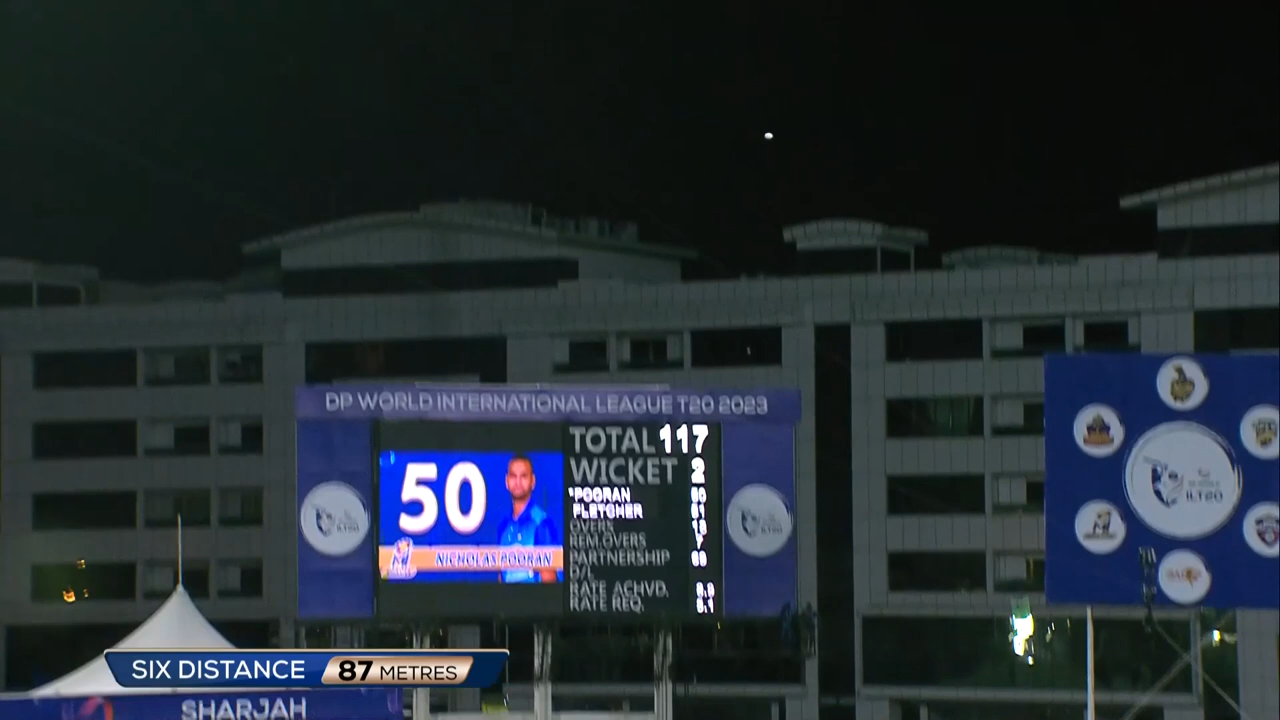 DP WORLD INTERNATIONAL LEAGUE T20 2023
TOTAL 117
WICKET 2
50
*POORAN
FLETCHER
OVERS
REM.OVERS
PARTNERSHIP
D/L
RATE ACHVD.
RATE REQ.
NICHOLAS POORAN
ILT20
SIX DISTANCE 87 METRES
SHARJAH